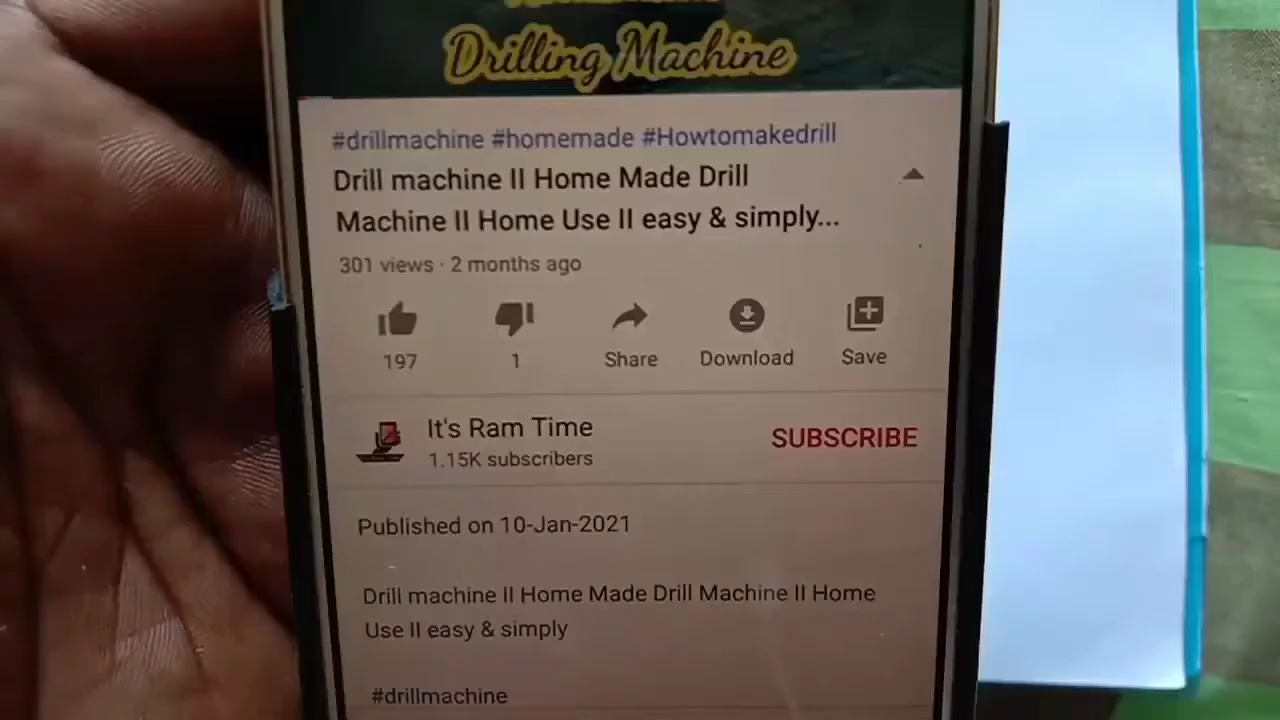 Drilling Machine
#drillmachine #homemade #Howtomakedrill
Drill machine II Home Made Drill
Machine II Home Use II easy & simply...
301 views · 2 months ago
197
1
Share
Download
Save
It's Ram Time
SUBSCRIBE
1.15K subscribers
Published on 10-Jan-2021
Drill machine II Home Made Drill Machine II Home
Use II easy & simply
#drillmachine